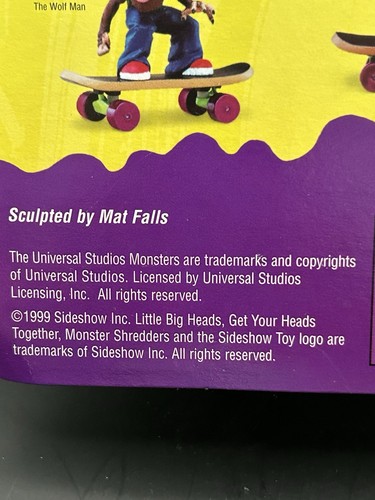 The Wolf Man
Sculpted by Mat Falls
The Universal Studios Monsters are trademarks and copyrights
of Universal Studios. Licensed by Universal Studios
Licensing, Inc. All rights reserved.
©1999 Sideshow Inc. Little Big Heads, Get Your Heads
Together, Monster Shredders and the Sideshow Toy logo are
trademarks of Sideshow Inc. All rights reserved.